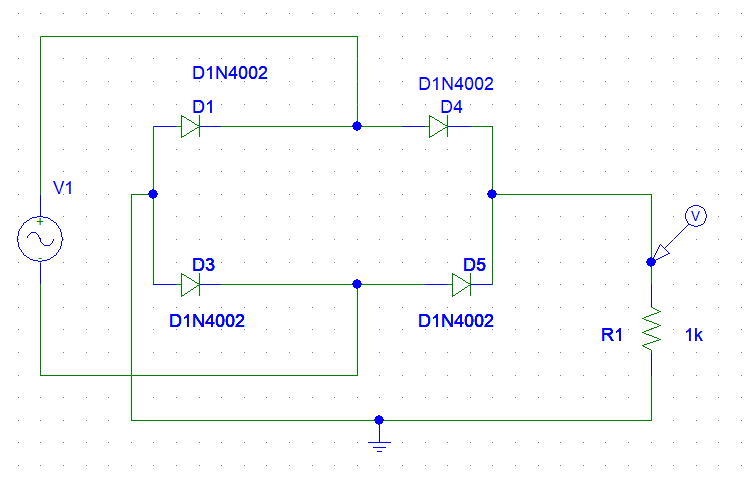 D1N4002
D1N4002
D1
D4
V1
+
-
V
D3
D5
D1N4002
D1N4002
R1
1k